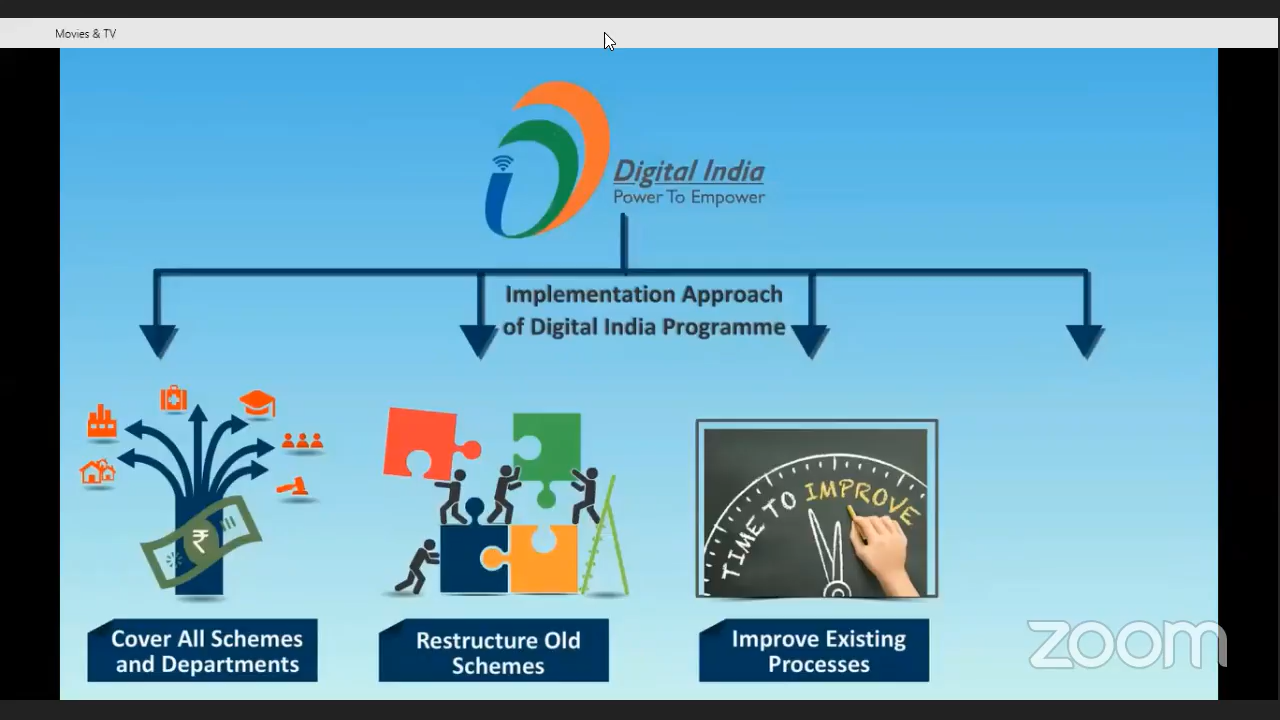 Movies & TV
Digital India
Power To Empower
Implementation Approach
of Digital India Programme
₹
TIME TO IMPROVE
Cover All Schemes
and Departments
Restructure Old
Schemes
Improve Existing
Processes
zoom